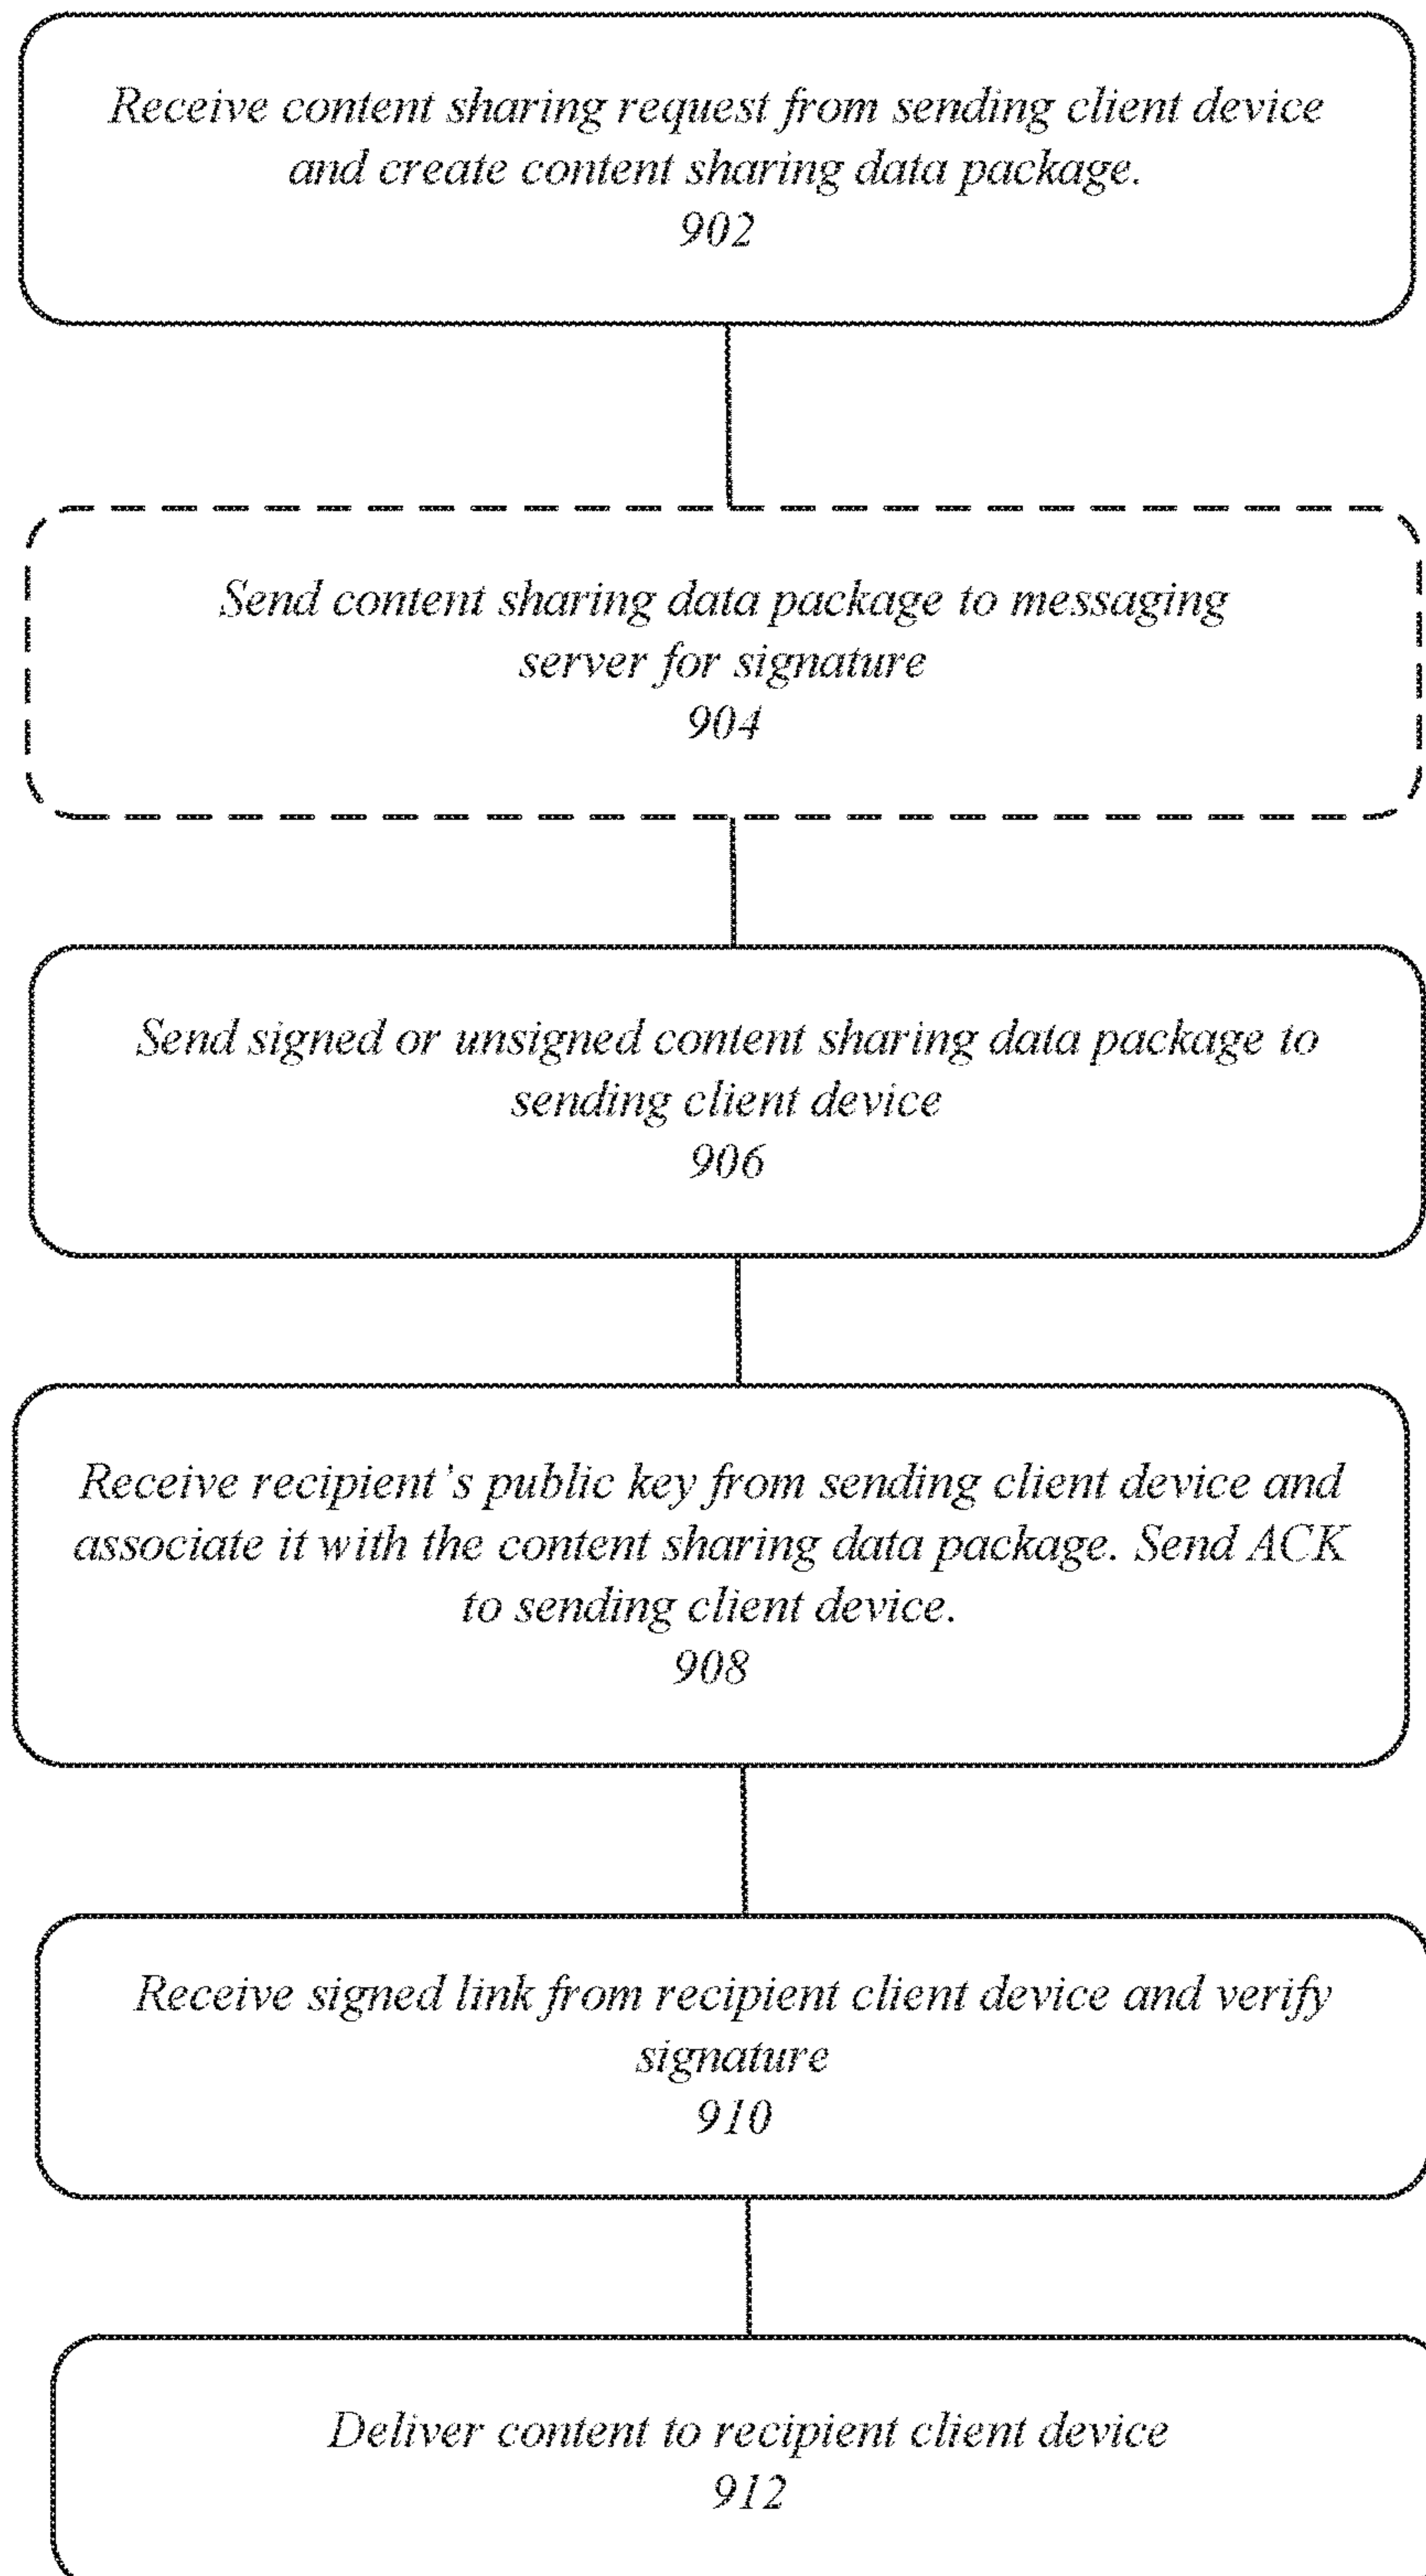 Receive content sharing request from sending client device
and create content sharing data package.
902
Send content sharing data package to messaging
server for signature
904
Send signed or unsigned content sharing data package to
sending client device
906
Receive recipient's public key from sending client device and
associate it with the content sharing data package. Send ACK
to sending client device.
908
Receive signed link from recipient client device and verify
signature
910
Deliver content to recipient client device
912